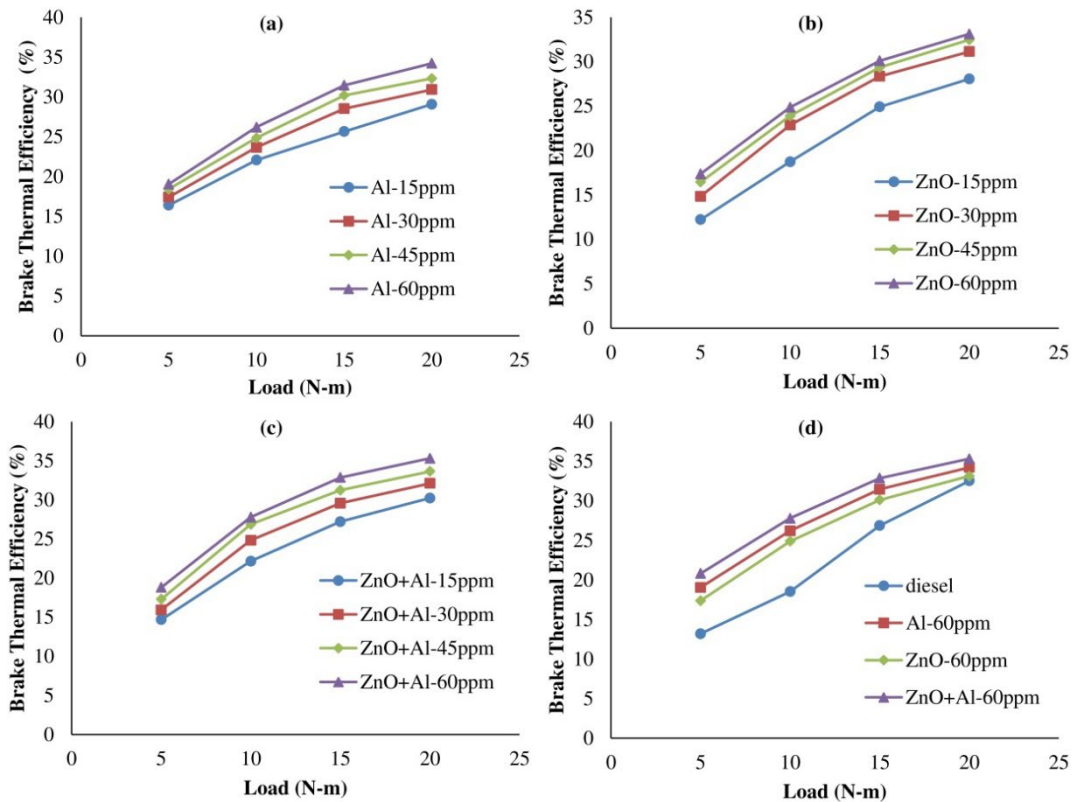 (a)
Brake Thermal Efficiency (%)
40
35
30
25
20
15
10
5
0
0 5 10 15 20 25
Load (N-m)
Al-15ppm
Al-30ppm
Al-45ppm
Al-60ppm
(b)
Brake Thermal Efficiency (%)
35
30
25
20
15
10
5
0
0 5 10 15 20 25
Load (N-m)
ZnO-15ppm
ZnO-30ppm
ZnO-45ppm
ZnO-60ppm
(c)
Brake Thermal Efficiency (%)
40
35
30
25
20
15
10
5
0
0 5 10 15 20 25
Load (N-m)
ZnO+Al-15ppm
ZnO+Al-30ppm
ZnO+Al-45ppm
ZnO+Al-60ppm
(d)
Brake Thermal Efficiency (%)
40
35
30
25
20
15
10
5
0
0 5 10 15 20 25
Load (N-m)
diesel
Al-60ppm
ZnO-60ppm
ZnO+Al-60ppm